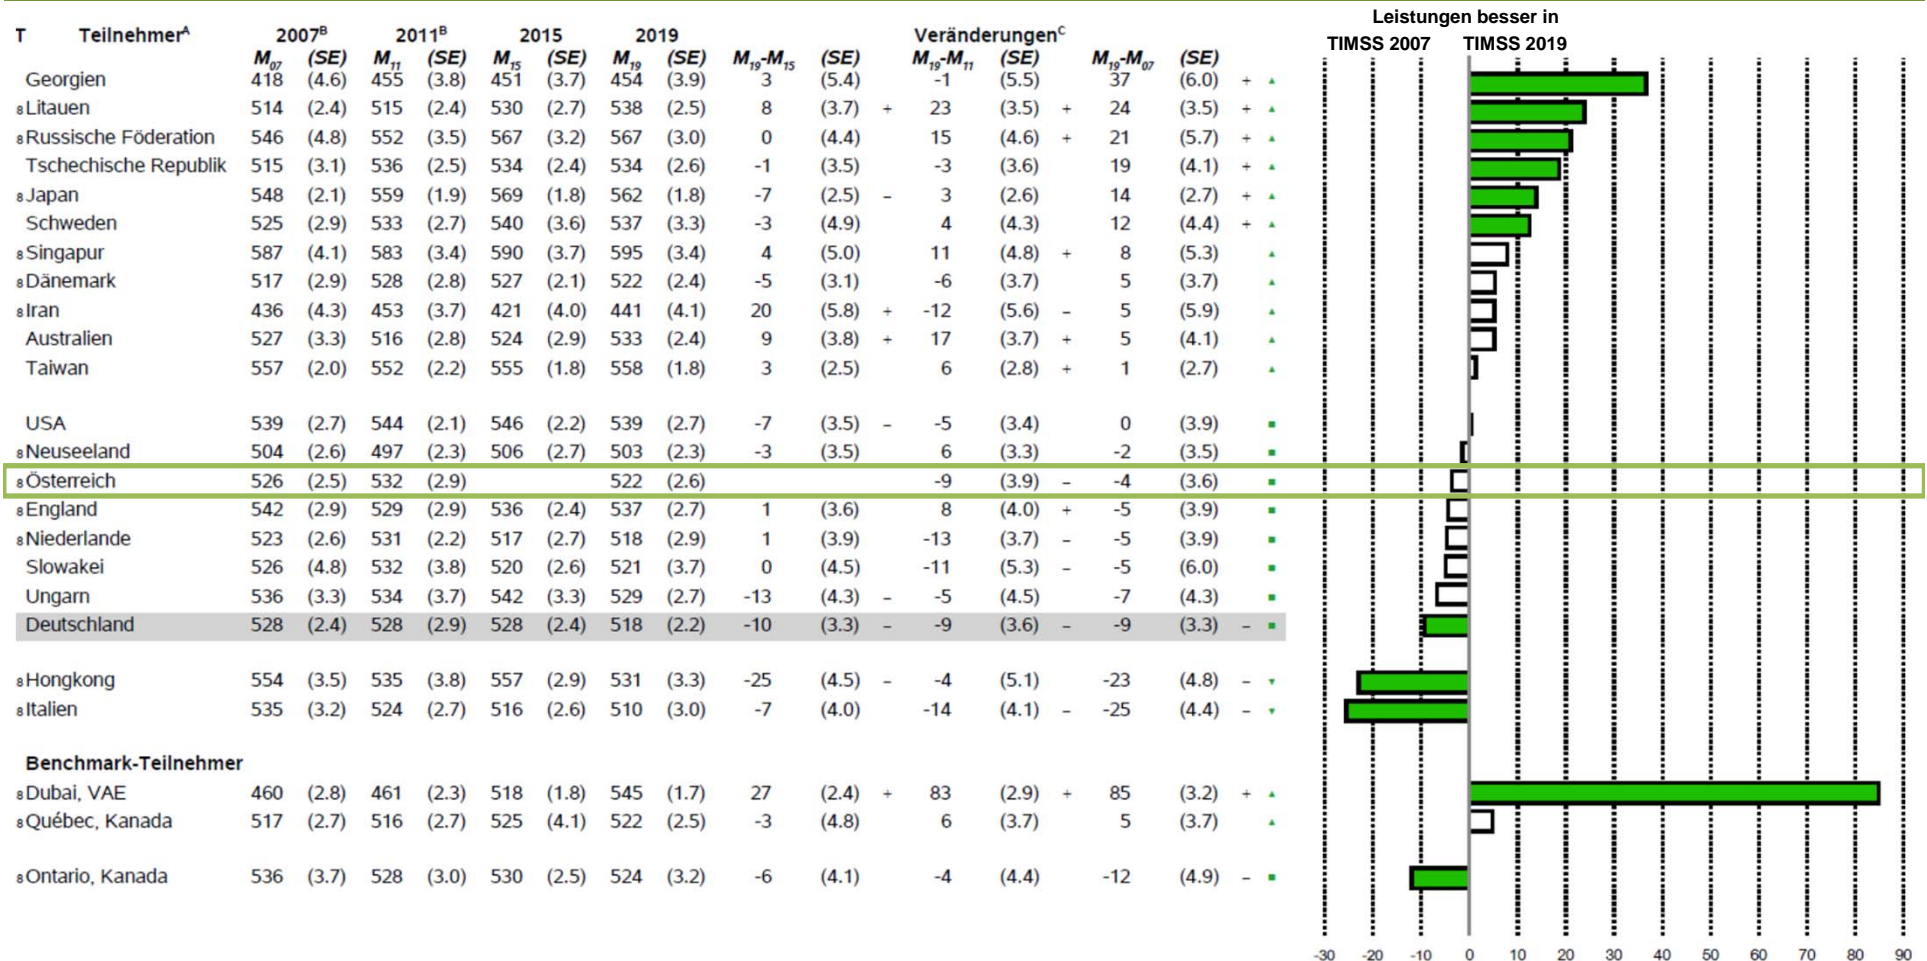 Leistungen besser in
T Teilnehmerᴬ 2007ᴮ 2011ᴮ 2015 2019 Veränderungenᶜ TIMSS 2007 TIMSS 2019
M₀₇ (SE) M₁₁ (SE) M₁₅ (SE) M₁₉ (SE) M₁₉-M₁₅ (SE) M₁₉-M₁₁ (SE) M₁₉-M₀₇ (SE)
Georgien 418 (4.6) 455 (3.8) 451 (3.7) 454 (3.9) 3 (5.4) -1 (5.5) 37 (6.0) + ▲
8 Litauen 514 (2.4) 515 (2.4) 530 (2.7) 538 (2.5) 8 (3.7) + 23 (3.5) + 24 (3.5) + ▲
8 Russische Föderation 546 (4.8) 552 (3.5) 567 (3.2) 567 (3.0) 0 (4.4) 15 (4.6) + 21 (5.7) + ▲
Tschechische Republik 515 (3.1) 536 (2.5) 534 (2.4) 534 (2.6) -1 (3.5) -3 (3.6) 19 (4.1) + ▲
8 Japan 548 (2.1) 559 (1.9) 569 (1.8) 562 (1.8) -7 (2.5) – 3 (2.6) 14 (2.7) + ▲
Schweden 525 (2.9) 533 (2.7) 540 (3.6) 537 (3.3) -3 (4.9) 4 (4.3) 12 (4.4) + ▲
8 Singapur 587 (4.1) 583 (3.4) 590 (3.7) 595 (3.4) 4 (5.0) 11 (4.8) + 8 (5.3) ▲
8 Dänemark 517 (2.9) 528 (2.8) 527 (2.1) 522 (2.4) -5 (3.1) -6 (3.7) 5 (3.7) ▲
8 Iran 436 (4.3) 453 (3.7) 421 (4.0) 441 (4.1) 20 (5.8) + -12 (5.6) – 5 (5.9) ▲
Australien 527 (3.3) 516 (2.8) 524 (2.9) 533 (2.4) 9 (3.8) + 17 (3.7) + 5 (4.1) ▲
Taiwan 557 (2.0) 552 (2.2) 555 (1.8) 558 (1.8) 3 (2.5) 6 (2.8) + 1 (2.7) ▲
USA 539 (2.7) 544 (2.1) 546 (2.2) 539 (2.7) -7 (3.5) – -5 (3.4) 0 (3.9) ■
8 Neuseeland 504 (2.6) 497 (2.3) 506 (2.7) 503 (2.3) -3 (3.5) 6 (3.3) -2 (3.5) ■
8 Österreich 526 (2.5) 532 (2.9) 522 (2.6) -9 (3.9) – -4 (3.6) ■
8 England 542 (2.9) 529 (2.9) 536 (2.4) 537 (2.7) 1 (3.6) 8 (4.0) + -5 (3.9) ■
8 Niederlande 523 (2.6) 531 (2.2) 517 (2.7) 518 (2.9) 1 (3.9) -13 (3.7) – -5 (3.9) ■
Slowakei 526 (4.8) 532 (3.8) 520 (2.6) 521 (3.7) 0 (4.5) -11 (5.3) – -5 (6.0) ■
Ungarn 536 (3.3) 534 (3.7) 542 (3.3) 529 (2.7) -13 (4.3) – -5 (4.5) -7 (4.3) ■
Deutschland 528 (2.4) 528 (2.9) 528 (2.4) 518 (2.2) -10 (3.3) – -9 (3.6) – -9 (3.3) – ■
8 Hongkong 554 (3.5) 535 (3.8) 557 (2.9) 531 (3.3) -25 (4.5) – -4 (5.1) -23 (4.8) – ▼
8 Italien 535 (3.2) 524 (2.7) 516 (2.6) 510 (3.0) -7 (4.0) -14 (4.1) – -25 (4.4) – ▼
Benchmark-Teilnehmer
8 Dubai, VAE 460 (2.8) 461 (2.3) 518 (1.8) 545 (1.7) 27 (2.4) + 83 (2.9) + 85 (3.2) + ▲
8 Québec, Kanada 517 (2.7) 516 (2.7) 525 (4.1) 522 (2.5) -3 (4.8) 6 (3.7) 5 (3.7) ▲
8 Ontario, Kanada 536 (3.7) 528 (3.0) 530 (2.5) 524 (3.2) -6 (4.1) -4 (4.4) -12 (4.9) – ■
-30 -20 -10 0 10 20 30 40 50 60 70 80 90